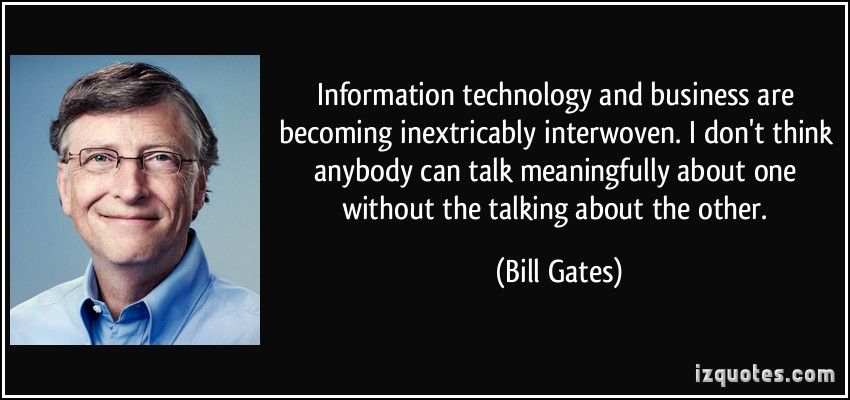 Information technology and business are
becoming inextricably interwoven. I don't think
anybody can talk meaningfully about one
without the talking about the other.
(Bill Gates)
izquotes.com